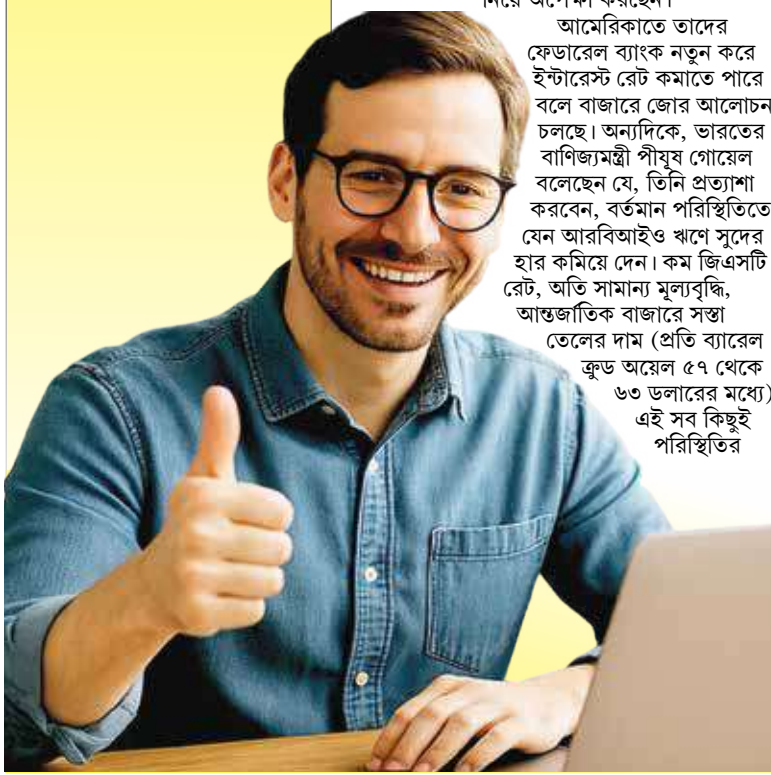 নিয়ে অপেক্ষা করছেন।
আমেরিকাতে তাদের
ফেডারেল ব্যাংক নতুন করে
ইন্টারেস্ট রেট কমাতে পারে
বলে বাজারে জোর আলোচন
চলছে। অন্যদিকে, ভারতের
বাণিজ্যমন্ত্রী পীযূষ গোয়েল
বলেছেন যে, তিনি প্রত্যাশা
করবেন, বর্তমান পরিস্থিতিতে
যেন আরবিআইও ঋণে সুদের
হার কমিয়ে দেন। কম জিএসটি
রেট, অতি সামান্য মূল্যবৃদ্ধি,
আন্তর্জাতিক বাজারে সস্তা
তেলের দাম (প্রতি ব্যারেল
ক্রুড অয়েল ৫৭ থেকে
৬৩ ডলারের মধ্যে)
এই সব কিছুই
পরিস্থিতির